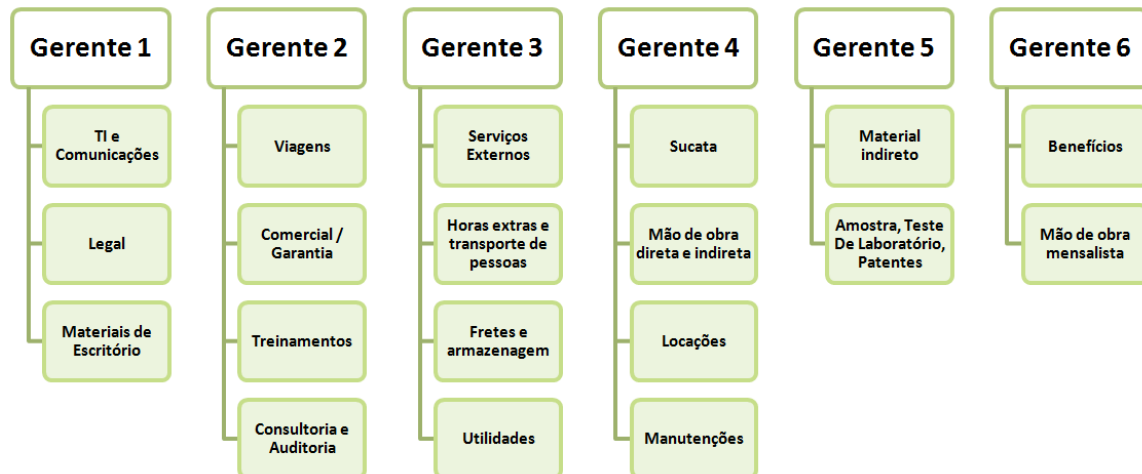 Gerente 1
TI e
Comunicações
Legal
Materiais de
Escritório
Gerente 2
Viagens
Comercial /
Garantia
Treinamentos
Consultoria e
Auditoria
Gerente 3
Serviços
Externos
Horas extras e
transporte de
pessoas
Fretes e
armazenagem
Utilidades
Gerente 4
Sucata
Mão de obra
direta e indireta
Locações
Manutenções
Gerente 5
Material
indireto
Amostra, Teste
De Laboratório,
Patentes
Gerente 6
Benefícios
Mão de obra
mensalista